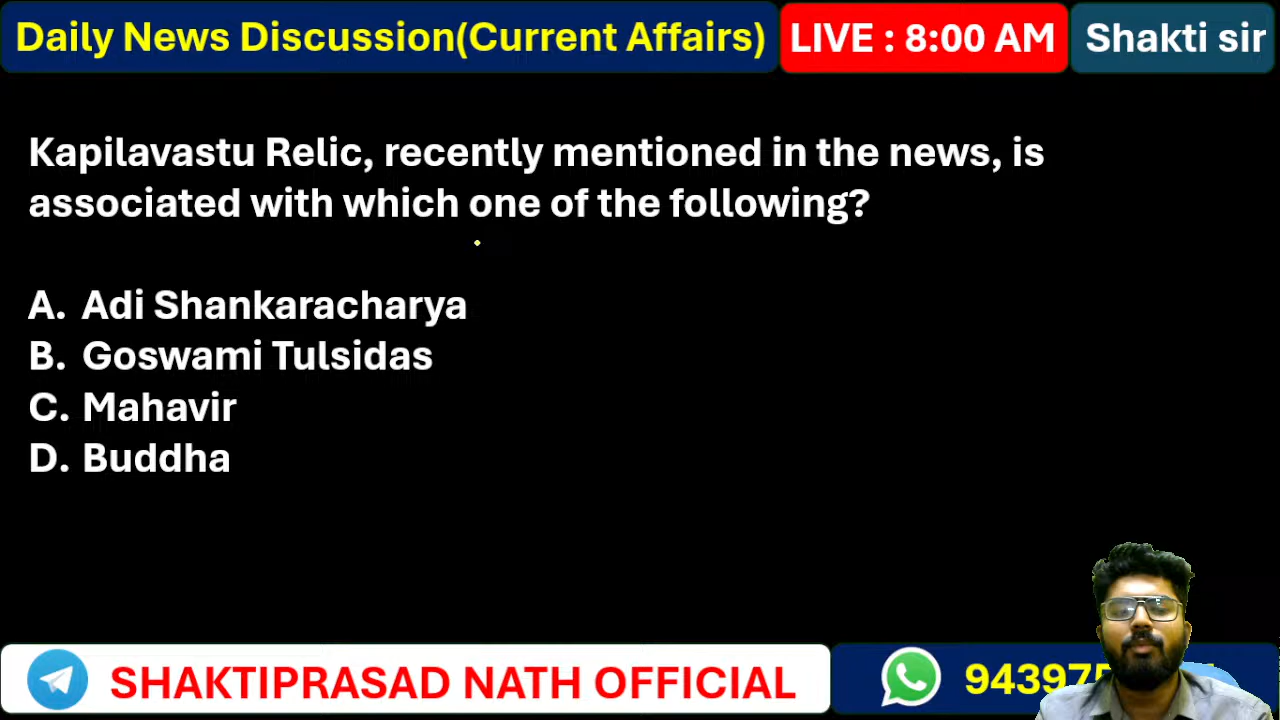 Daily News Discussion(Current Affairs) LIVE : 8:00 AM Shakti sir
Kapilavastu Relic, recently mentioned in the news, is
associated with which one of the following?
A. Adi Shankaracharya
B. Goswami Tulsidas
C. Mahavir
D. Buddha
SHAKTIPRASAD NATH OFFICIAL